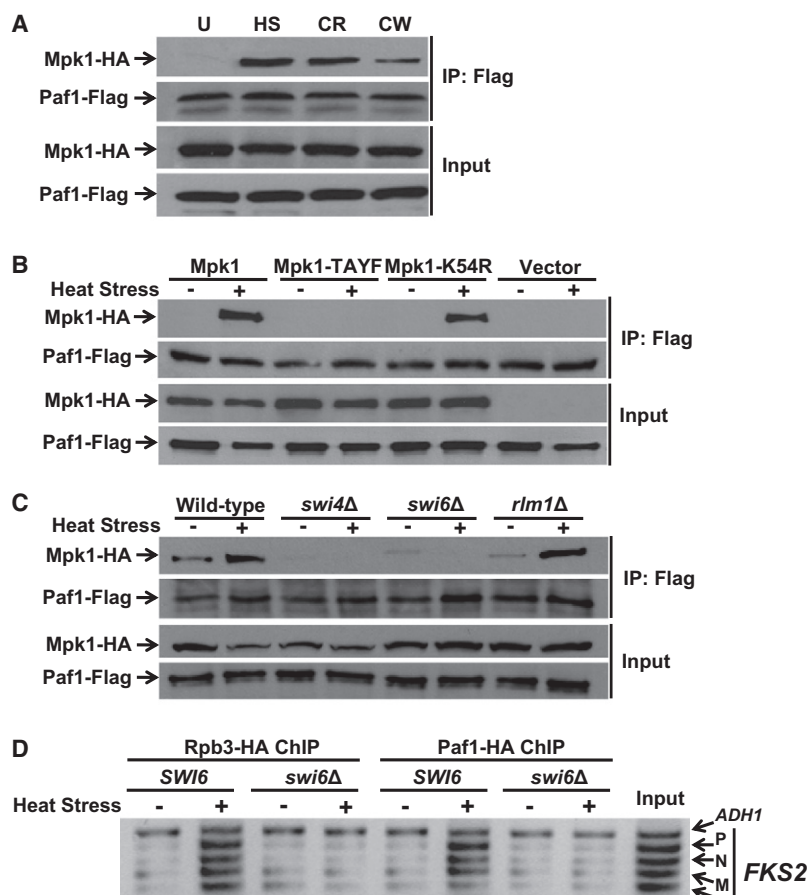 A
U HS CR CW
Mpk1-HA→
IP: Flag
Paf1-Flag→
Mpk1-HA→
Input
Paf1-Flag→
B
Mpk1 Mpk1-TAYF Mpk1-K54R Vector
Heat Stress - + - + - + - +
Mpk1-HA→
IP: Flag
Paf1-Flag→
Mpk1-HA→
Input
Paf1-Flag→
C
Wild-type swi4Δ swi6Δ rlm1Δ
Heat Stress - + - + - + - +
Mpk1-HA→
IP: Flag
Paf1-Flag→
Mpk1-HA→
Input
Paf1-Flag→
D
Rpb3-HA ChIP Paf1-HA ChIP
SWI6 swi6Δ SWI6 swi6Δ
Heat Stress - + - + - + - + Input
ADH1
P
N
FKS2
M